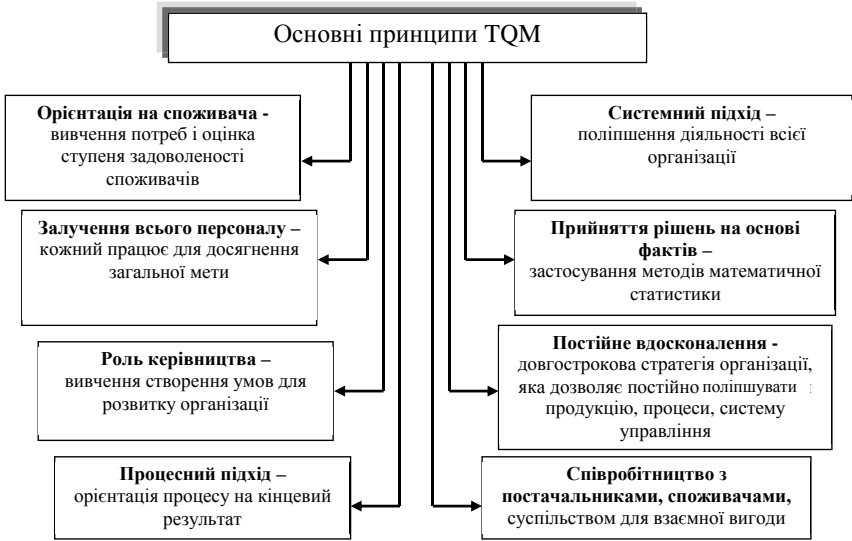 Основні принципи TQM
Орієнтація на споживача -
вивчення потреб і оцінка
ступеня задоволеності
споживачів
Залучення всього персоналу –
кожний працює для досягнення
загальної мети
Роль керівництва –
вивчення створення умов для
розвитку організації
Процесний підхід –
орієнтація процесу на кінцевий
результат
Системний підхід –
поліпшення діяльності всієї
організації
Прийняття рішень на основі
фактів –
застосування методів математичної
статистики
Постійне вдосконалення -
довгострокова стратегія організації,
яка дозволяє постійно поліпшувати
продукцію, процеси, систему
управління
Співробітництво з
постачальниками, споживачами,
суспільством для взаємної вигоди